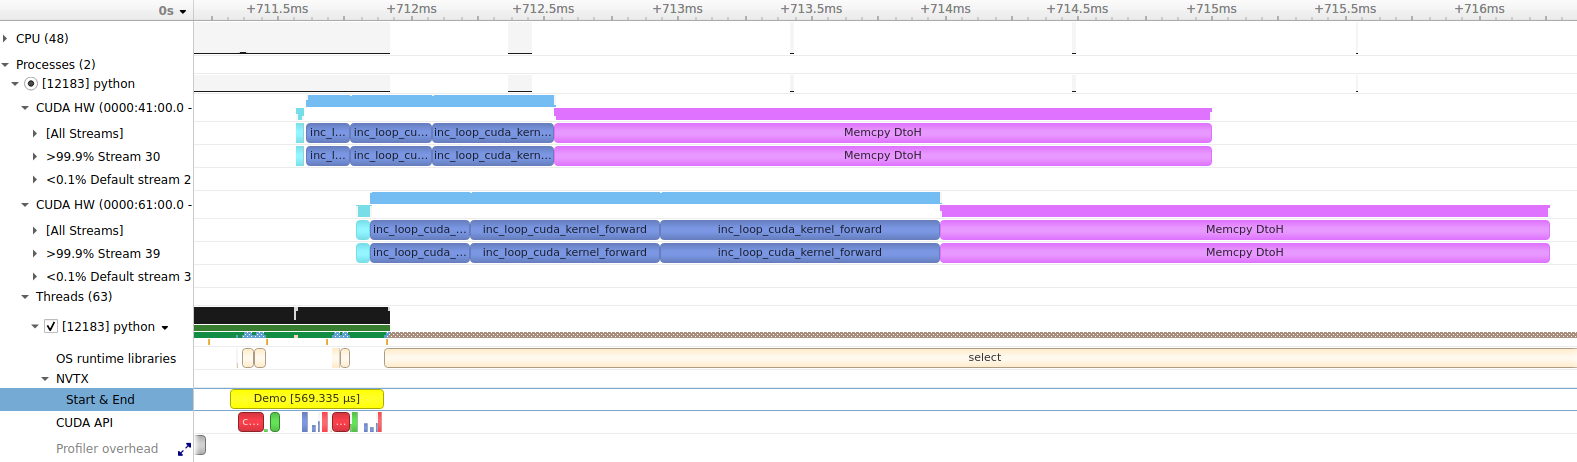 0s +711.5ms +712ms +712.5ms +713ms +713.5ms +714ms +714.5ms +715ms +715.5ms +716ms
CPU (48)
Processes (2)
[12183] python
CUDA HW (0000:41:00.0 -
[All Streams] inc_l... inc_loop_cu... inc_loop_cuda_kern... Memcpy DtoH
>99.9% Stream 30 inc_l... inc_loop_cu... inc_loop_cuda_kern... Memcpy DtoH
<0.1% Default stream 2
CUDA HW (0000:61:00.0 -
[All Streams] inc_loop_cuda_... inc_loop_cuda_kernel_forward inc_loop_cuda_kernel_forward Memcpy DtoH
>99.9% Stream 39 inc_loop_cuda_... inc_loop_cuda_kernel_forward inc_loop_cuda_kernel_forward Memcpy DtoH
<0.1% Default stream 3
Threads (63)
[12183] python
OS runtime libraries select
NVTX
Start & End Demo [569.335 µs]
CUDA API c... ...
Profiler overhead